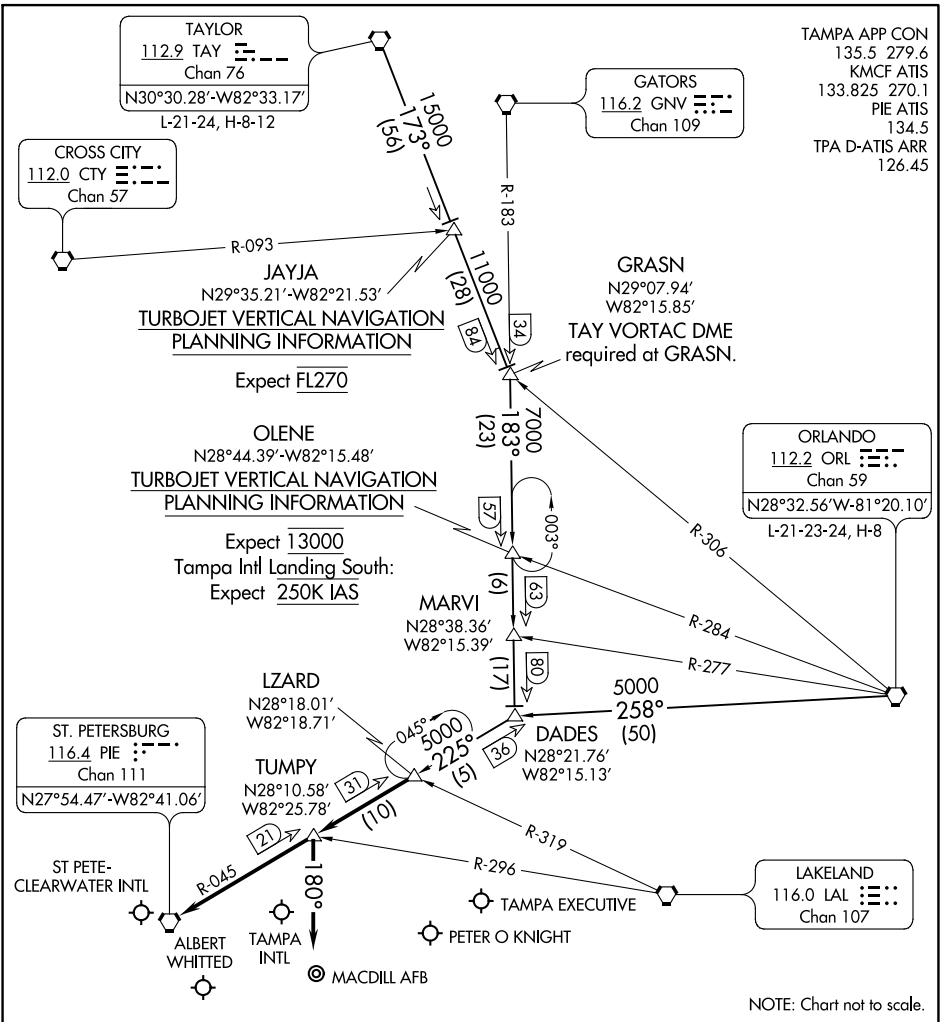 TAYLOR
112.9 TAY
Chan 76
N30°30.28'-W82°33.17'
L-21-24, H-8-12
GATORS
116.2 GNV
Chan 109
TAMPA APP CON
135.5 279.6
KMCF ATIS
133.825 270.1
PIE ATIS
134.5
TPA D-ATIS ARR
126.45
CROSS CITY
112.0 CTY
Chan 57
15000
173°
(56)
R-183
R-093
JAYJA
N29°35.21'-W82°21.53'
TURBOJET VERTICAL NAVIGATION
PLANNING INFORMATION
Expect FL270
11000
(28)
84
34
GRASN
N29°07.94'
W82°15.85'
TAY VORTAC DME
required at GRASN.
7000
183°
(23)
OLENE
N28°44.39'-W82°15.48'
TURBOJET VERTICAL NAVIGATION
PLANNING INFORMATION
Expect 13000
Tampa Intl Landing South:
Expect 250K IAS
57
003°
ORLANDO
112.2 ORL
Chan 59
N28°32.56'W-81°20.10'
L-21-23-24, H-8
R-306
R-284
R-277
(6)
63
MARVI
N28°38.36'
W82°15.39'
(17)
80
5000
258°
(50)
LZARD
N28°18.01'
W82°18.71'
045°
5000
225°
(5)
36
DADES
N28°21.76'
W82°15.13'
ST. PETERSBURG
116.4 PIE
Chan 111
N27°54.47'-W82°41.06'
TUMPY
N28°10.58'
W82°25.78'
31
(10)
21
R-045
180°
R-319
R-296
LAKELAND
116.0 LAL
Chan 107
ST PETE-
CLEARWATER INTL
ALBERT
WHITTED
TAMPA
INTL
TAMPA EXECUTIVE
PETER O KNIGHT
MACDILL AFB
NOTE: Chart not to scale.